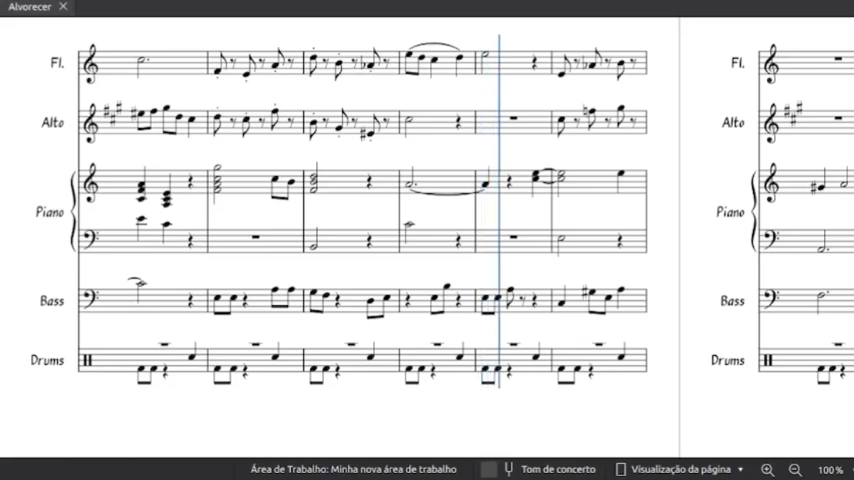 Alvorecer
Fl.
Fl.
Alto
Alto
Piano
Piano
Bass
Bass
Drums
Drums
Área de Trabalho: Minha nova área de trabalho
Tom de concerto
Visualização da página
100%